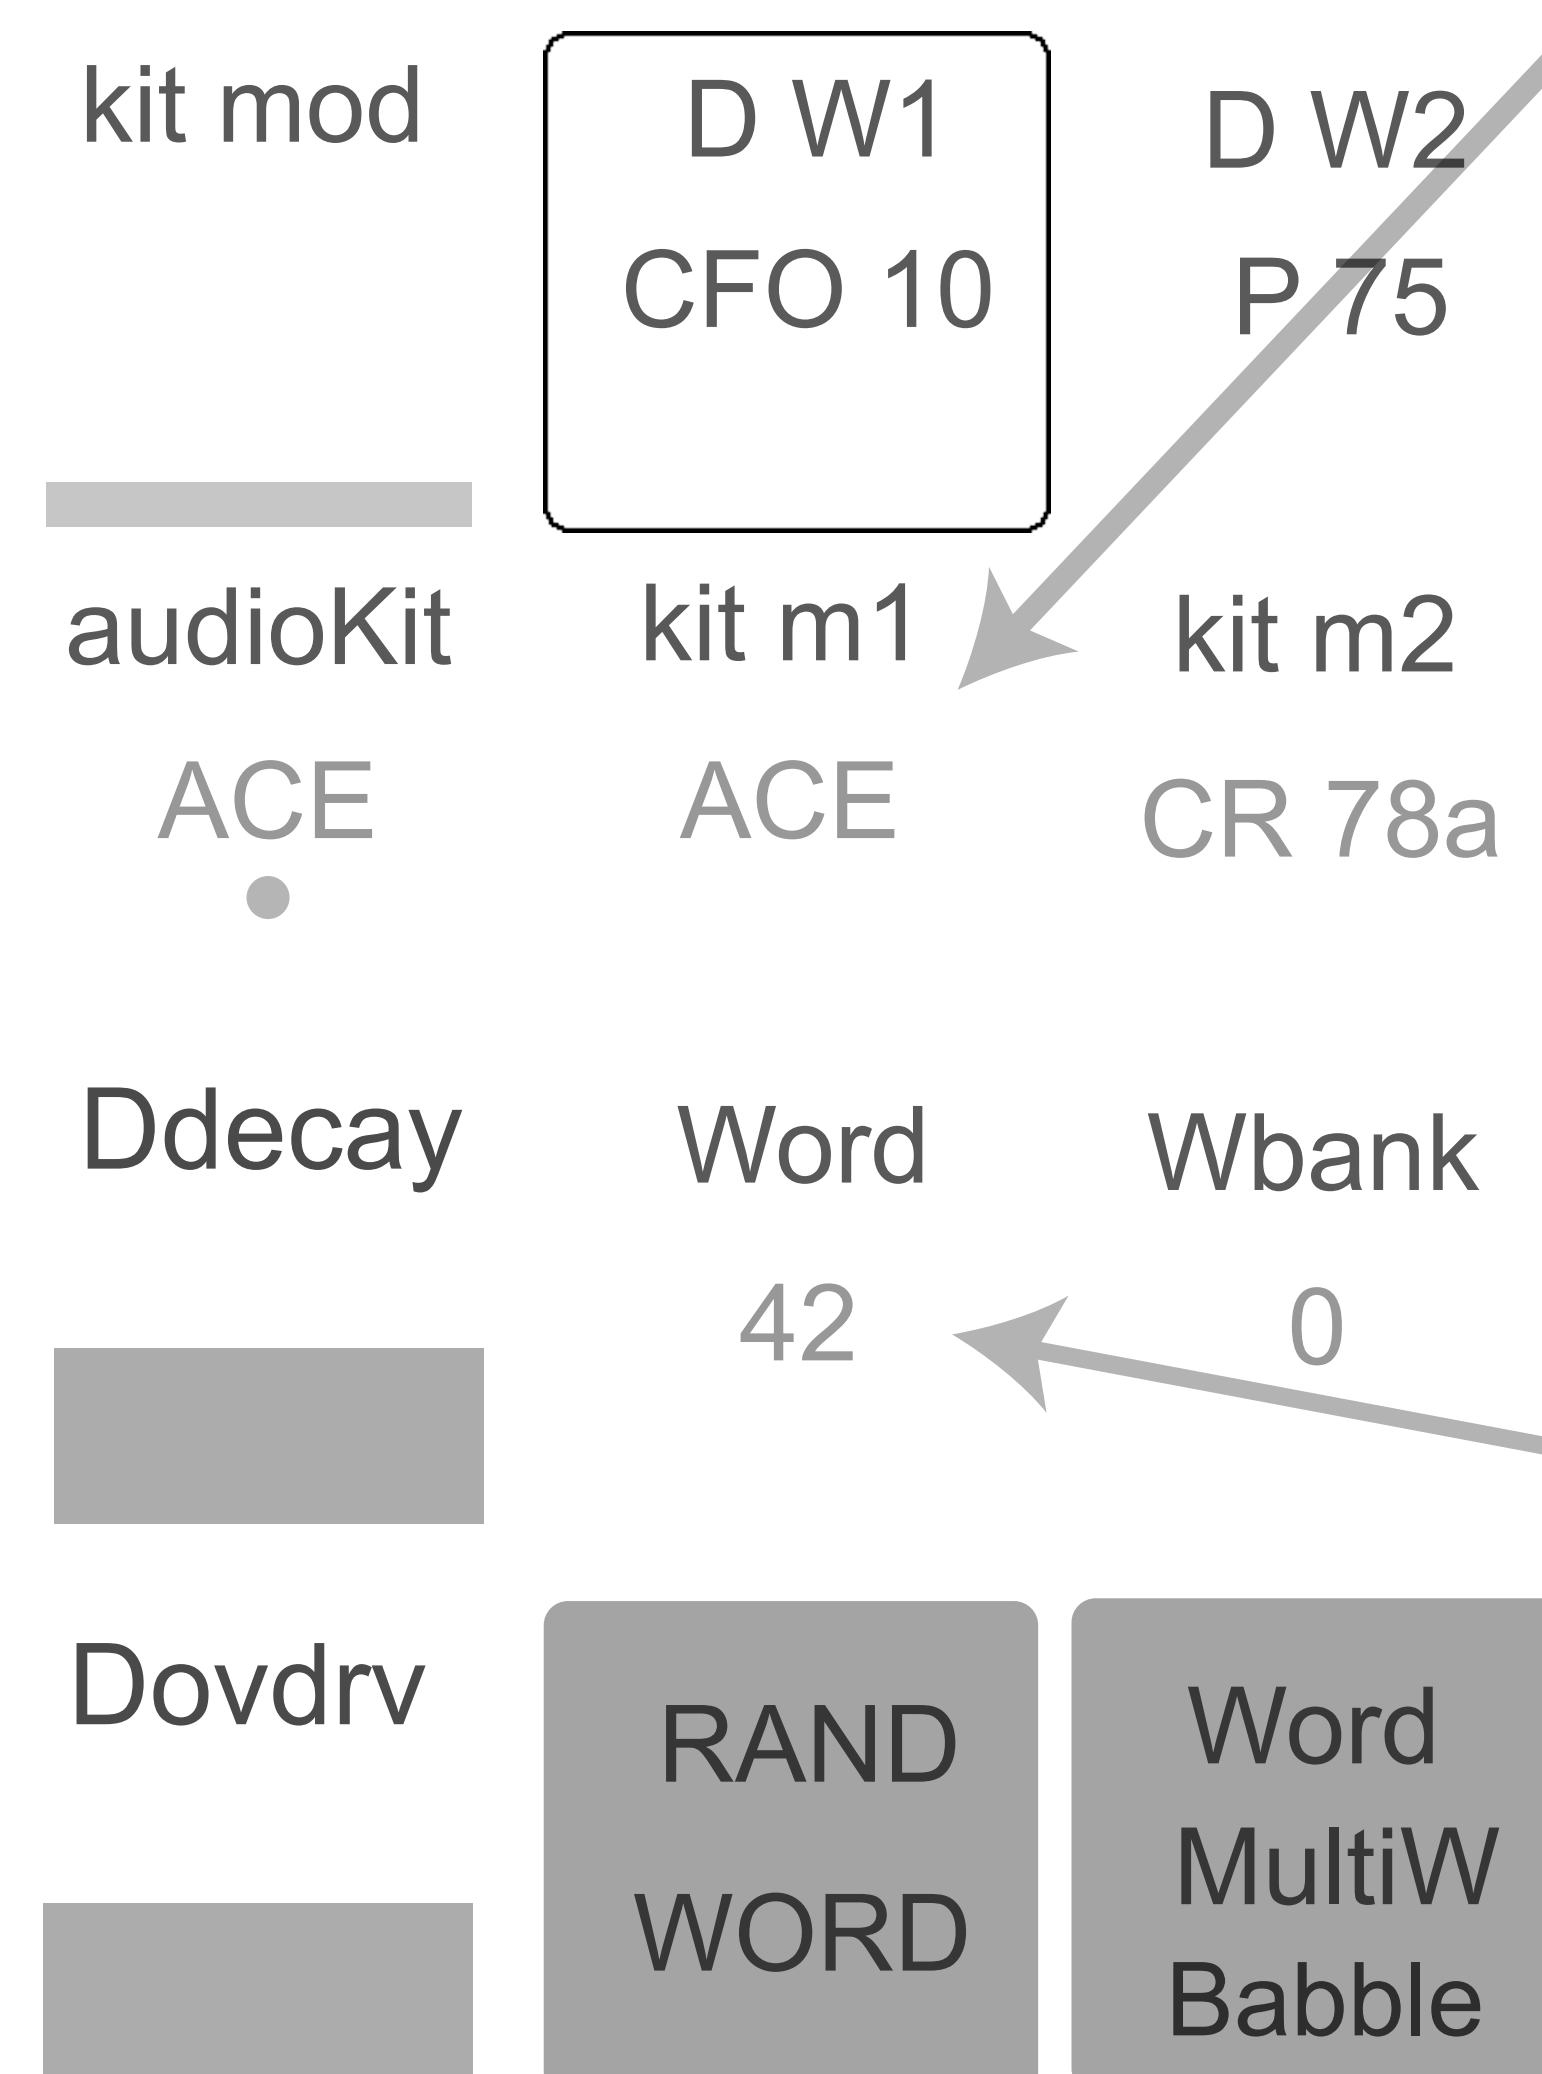 kit mod
D W1
CFO 10
D W2
P 75
audioKit
ACE
kit m1
ACE
kit m2
CR 78a
Ddecay
Word
42
Wbank
0
Dovdrv
RAND
WORD
Word
MultiW
Babble